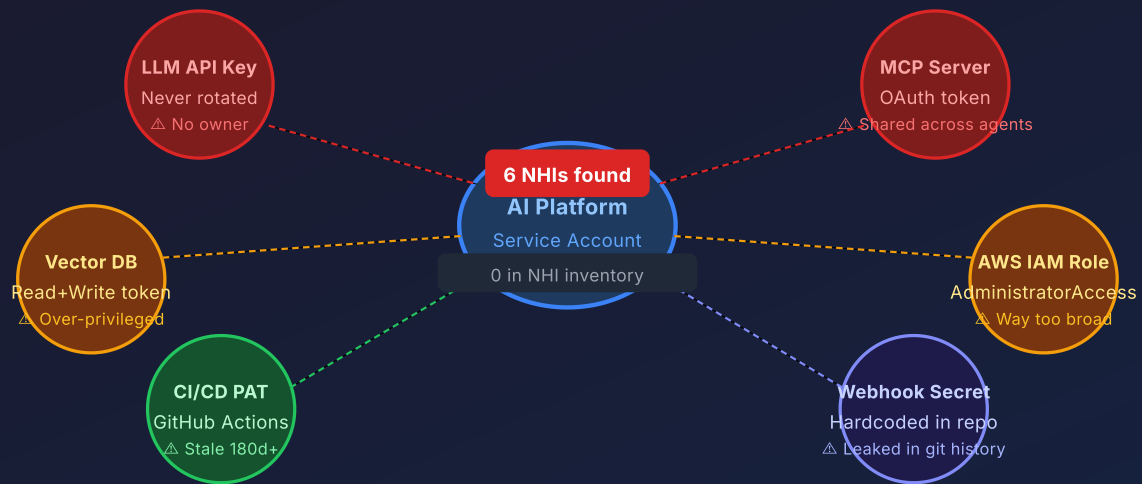 LLM API Key
Never rotated
⚠ No owner
MCP Server
OAuth token
⚠ Shared across agents
6 NHIs found
AI Platform
Service Account
0 in NHI inventory
Vector DB
Read+Write token
⚠ Over-privileged
AWS IAM Role
AdministratorAccess
⚠ Way too broad
CI/CD PAT
GitHub Actions
⚠ Stale 180d+
Webhook Secret
Hardcoded in repo
⚠ Leaked in git history